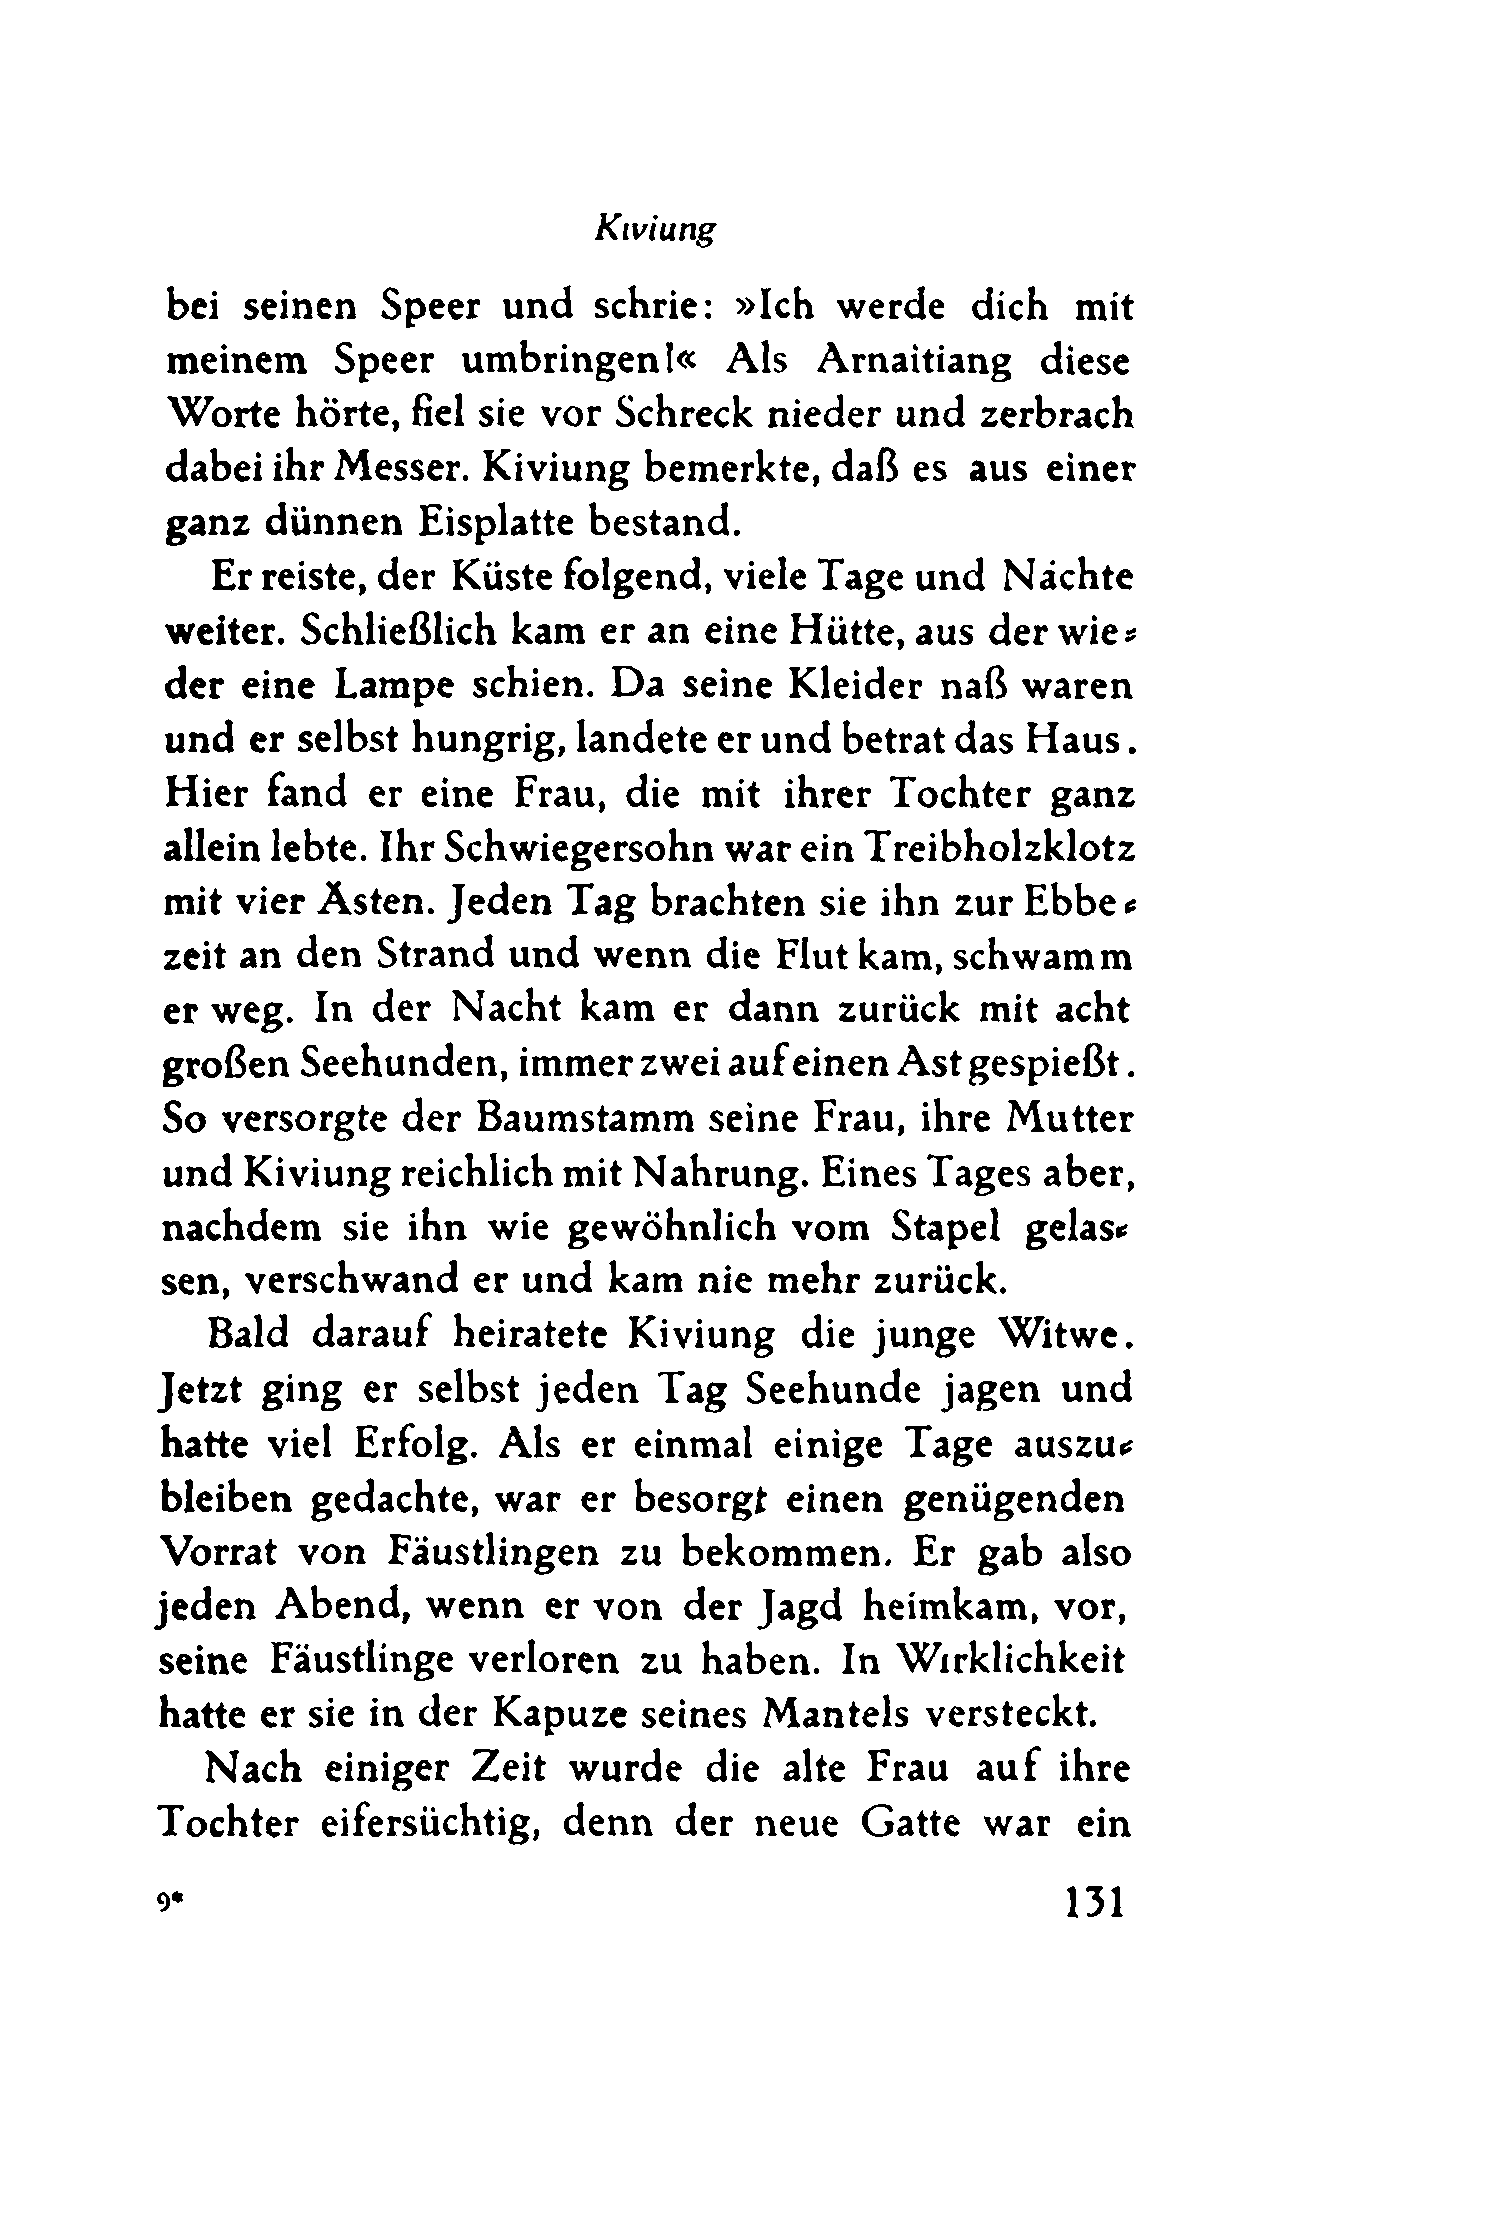 Kiviung
bei seinen Speer und schrie: »Ich werde dich mit
meinem Speer umbringen!« Als Arnaitiang diese
Worte hörte, fiel sie vor Schreck nieder und zerbrach
dabei ihr Messer. Kiviung bemerkte, daß es aus einer
ganz dünnen Eisplatte bestand.
Er reiste, der Küste folgend, viele Tage und Nächte
weiter. Schließlich kam er an eine Hütte, aus der wie-
der eine Lampe schien. Da seine Kleider naß waren
und er selbst hungrig, landete er und betrat das Haus.
Hier fand er eine Frau, die mit ihrer Tochter ganz
allein lebte. Ihr Schwiegersohn war ein Treibholzklotz
mit vier Ästen. Jeden Tag brachten sie ihn zur Ebbe-
zeit an den Strand und wenn die Flut kam, schwamm
er weg. In der Nacht kam er dann zurück mit acht
großen Seehunden, immer zwei auf einen Ast gespießt.
So versorgte der Baumstamm seine Frau, ihre Mutter
und Kiviung reichlich mit Nahrung. Eines Tages aber,
nachdem sie ihn wie gewöhnlich vom Stapel gelas-
sen, verschwand er und kam nie mehr zurück.
Bald darauf heiratete Kiviung die junge Witwe.
Jetzt ging er selbst jeden Tag Seehunde jagen und
hatte viel Erfolg. Als er einmal einige Tage auszu-
bleiben gedachte, war er besorgt einen genügenden
Vorrat von Fäustlingen zu bekommen. Er gab also
jeden Abend, wenn er von der Jagd heimkam, vor,
seine Fäustlinge verloren zu haben. In Wirklichkeit
hatte er sie in der Kapuze seines Mantels versteckt.
Nach einiger Zeit wurde die alte Frau auf ihre
Tochter eifersüchtig, denn der neue Gatte war ein
9* 131